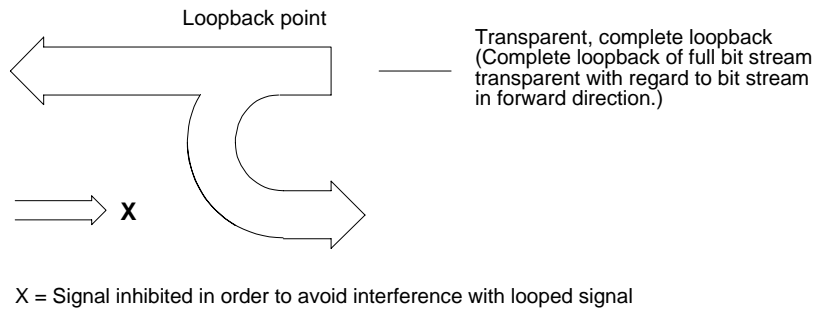 Loopback point
Transparent, complete loopback
(Complete loopback of full bit stream
transparent with regard to bit stream
in forward direction.)
X
X = Signal inhibited in order to avoid interference with looped signal